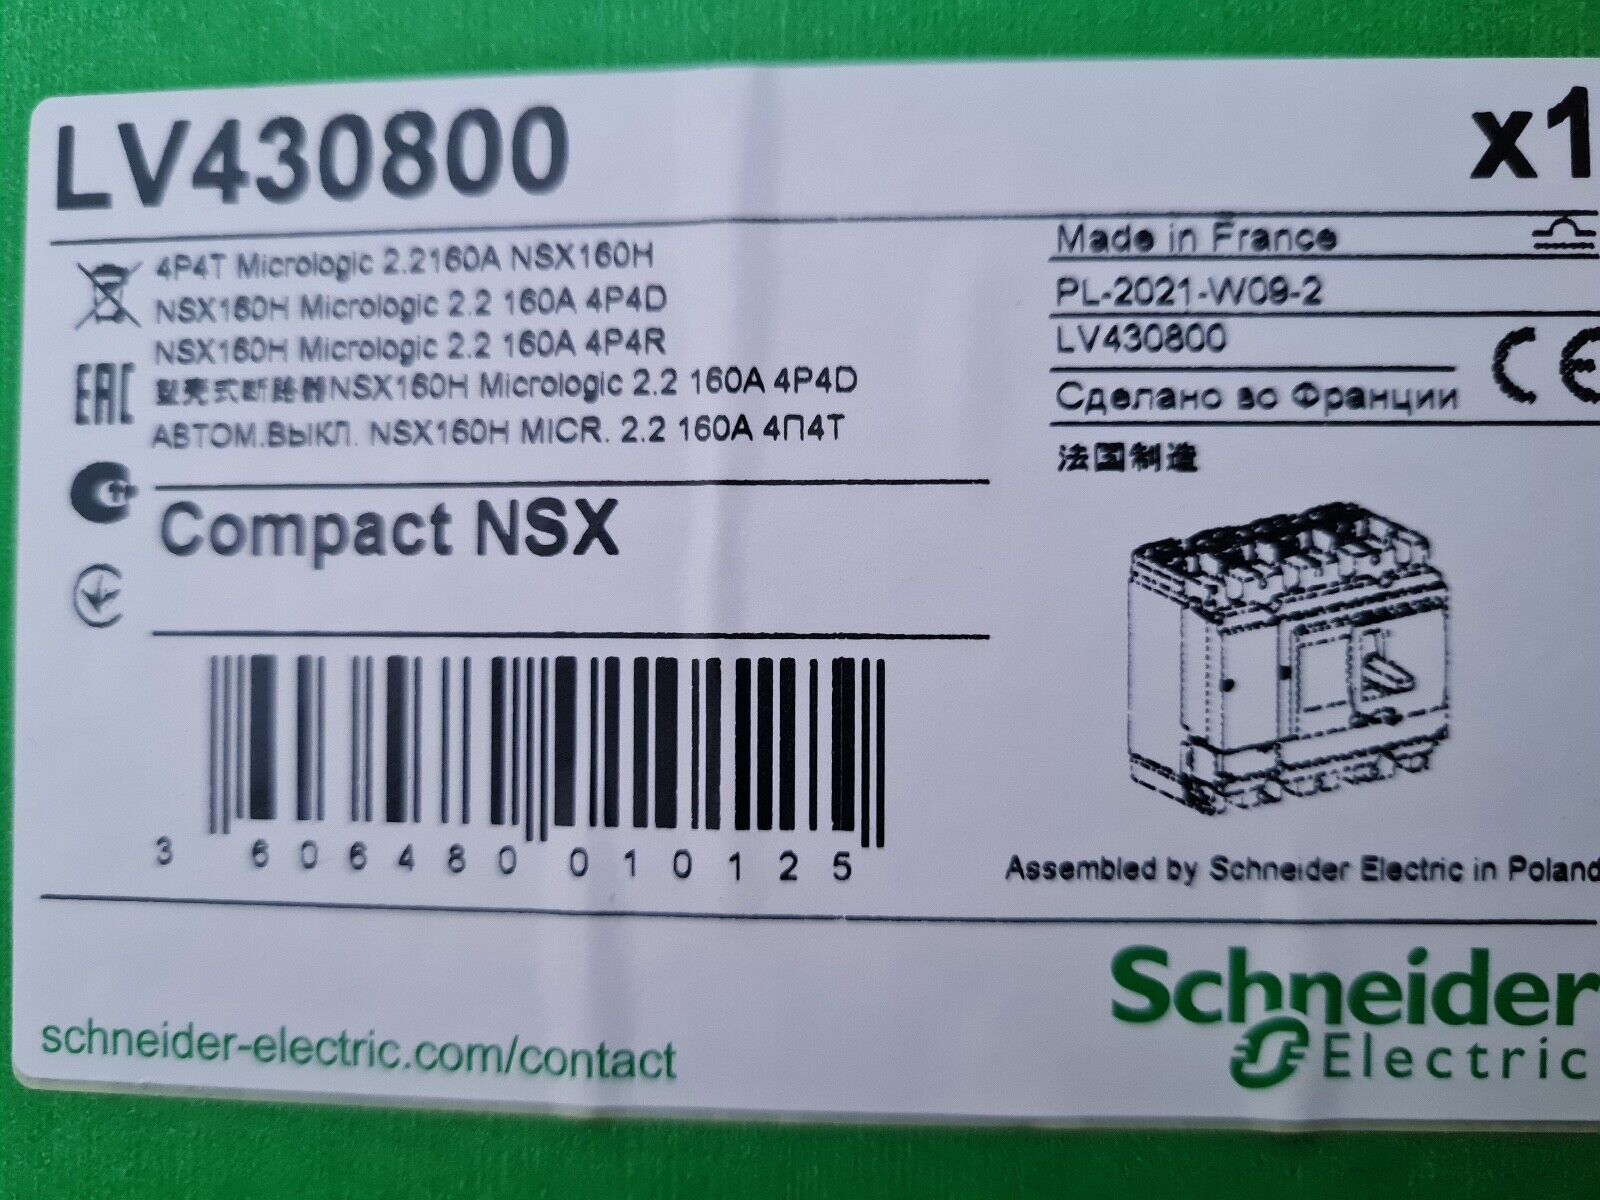 LV430800
x1
4P4T Micrologic 2.2160A NSX160H
NSX160H Micrologic 2.2 160A 4P4D
NSX160H Micrologic 2.2 160A 4P4R
塑壳式断路器NSX160H Micrologic 2.2 160A 4P4D
АВТОМ.ВЫКЛ. NSX160H MICR. 2.2 160A 4П4Т
EAC
Compact NSX
Made in France
PL-2021-W09-2
LV430800
CE
Сделано во Франции
法国制造
3 606480 010125
Assembled by Schneider Electric in Poland
Schneider
Electric
schneider-electric.com/contact